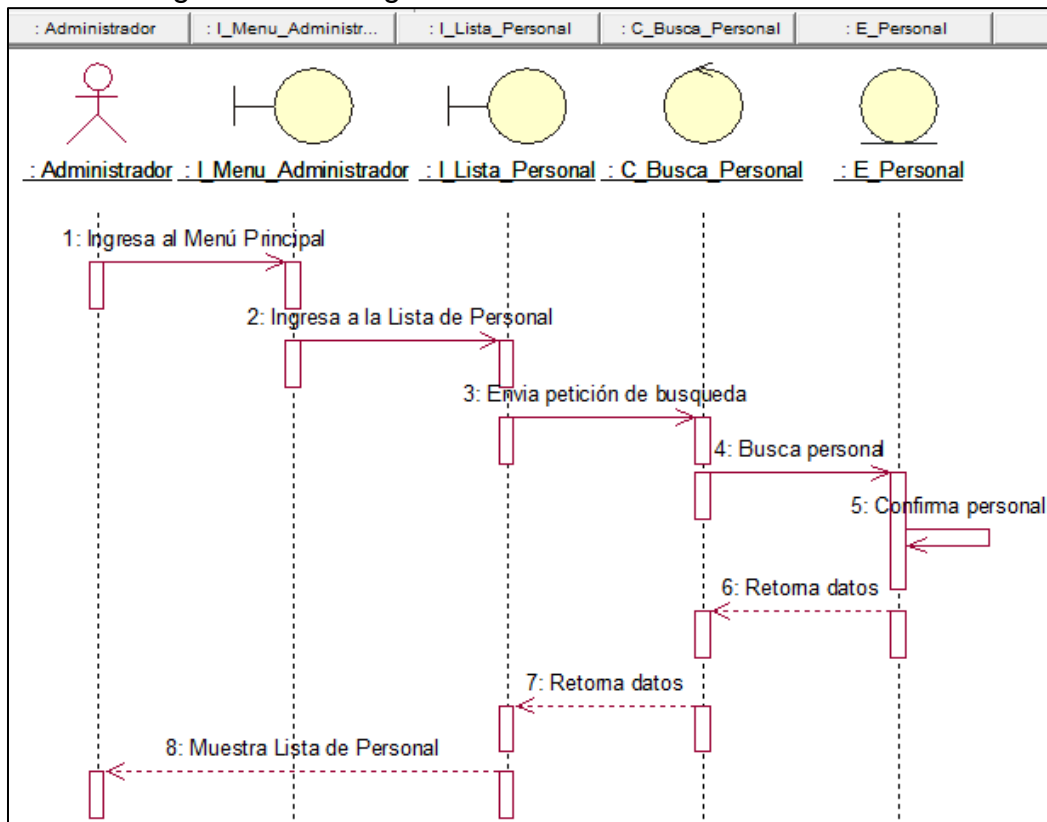 : Administrador
: I_Menu_Administr...
: I_Lista_Personal
: C_Busca_Personal
: E_Personal
: Administrador
: I_Menu_Administrador
: I_Lista_Personal
: C_Busca_Personal
: E_Personal
1: Ingresa al Menú Principal
2: Ingresa a la Lista de Personal
3: Envia petición de busqueda
4: Busca personal
5: Confirma personal
6: Retorna datos
7: Retorna datos
8: Muestra Lista de Personal